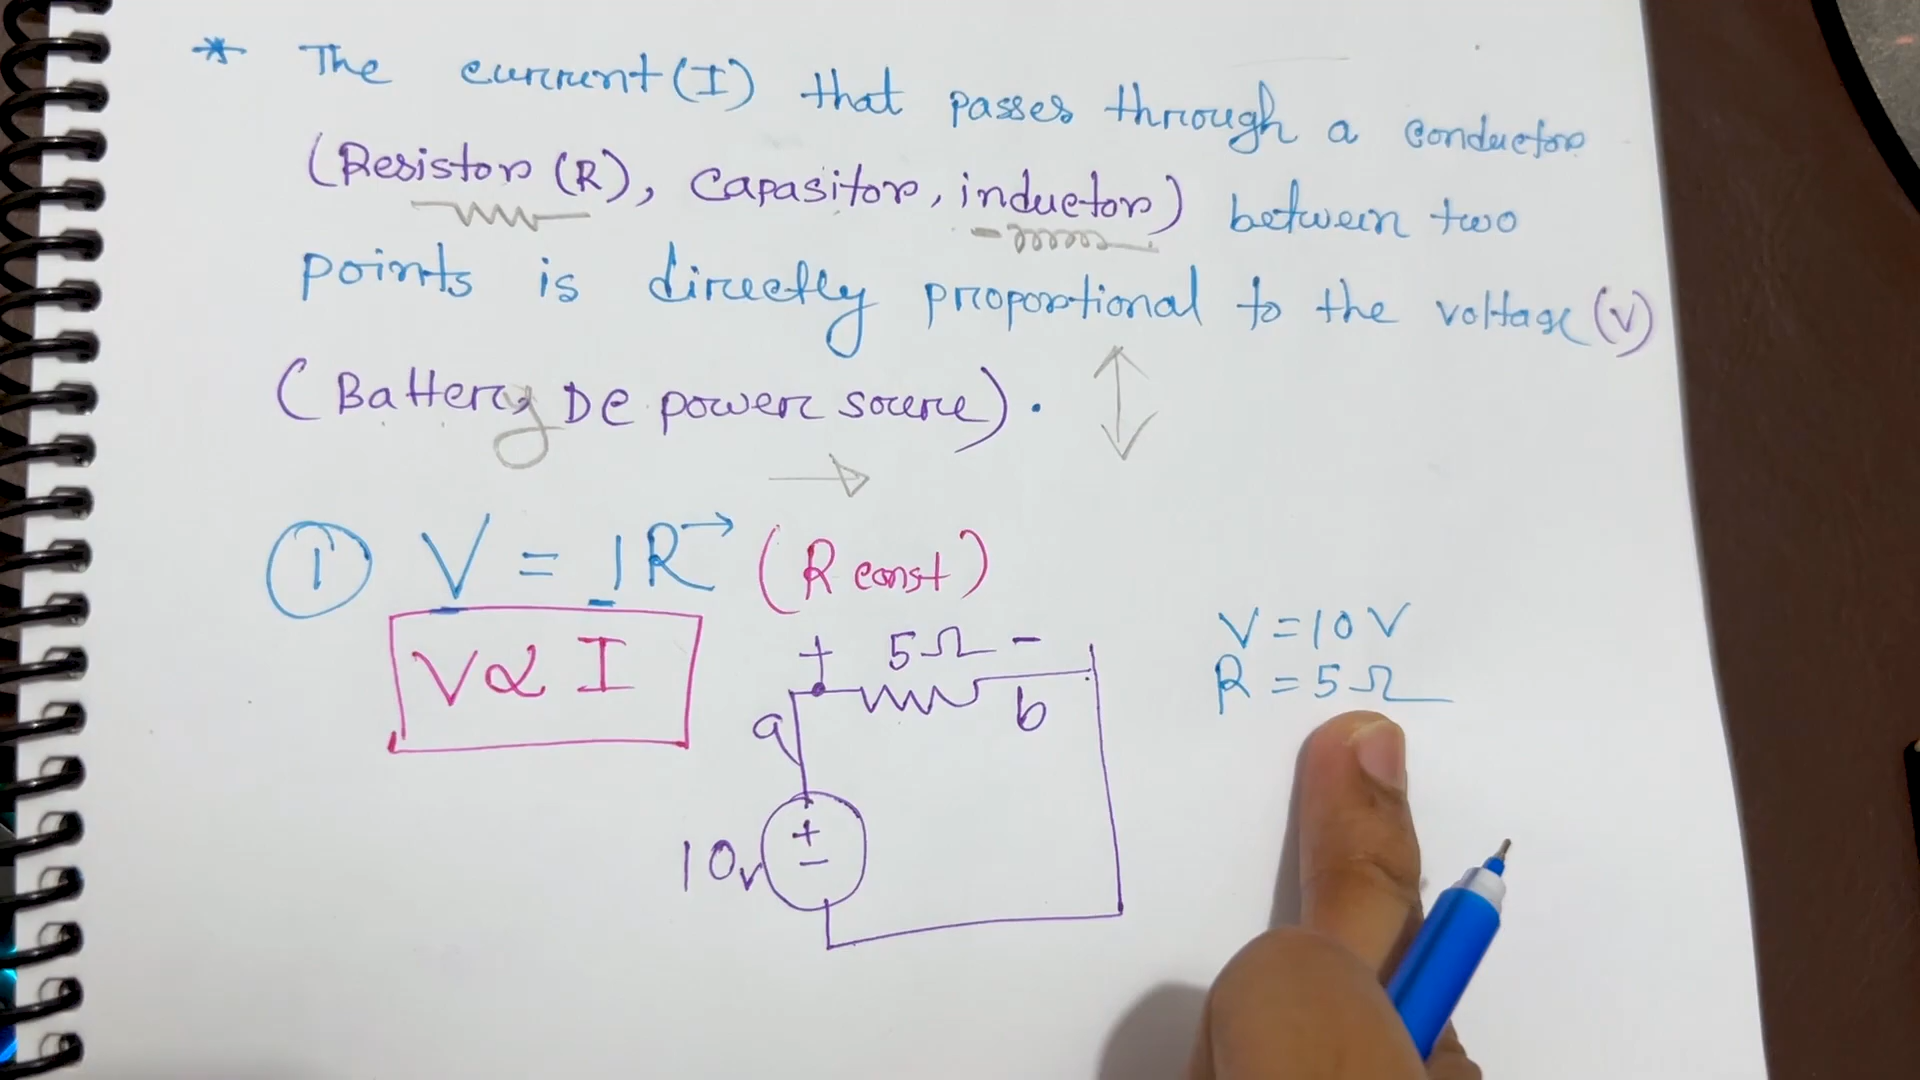 * The current (I) that passes through a conductor
(Resistor (R), Capasitor, inductor) between two
points is directly proportional to the voltage (V)
(Battery, DC power source).
① V = IR → (R const)
V ∝ I
+ 5Ω -
a b
+
-
10v
V = 10 V
R = 5Ω